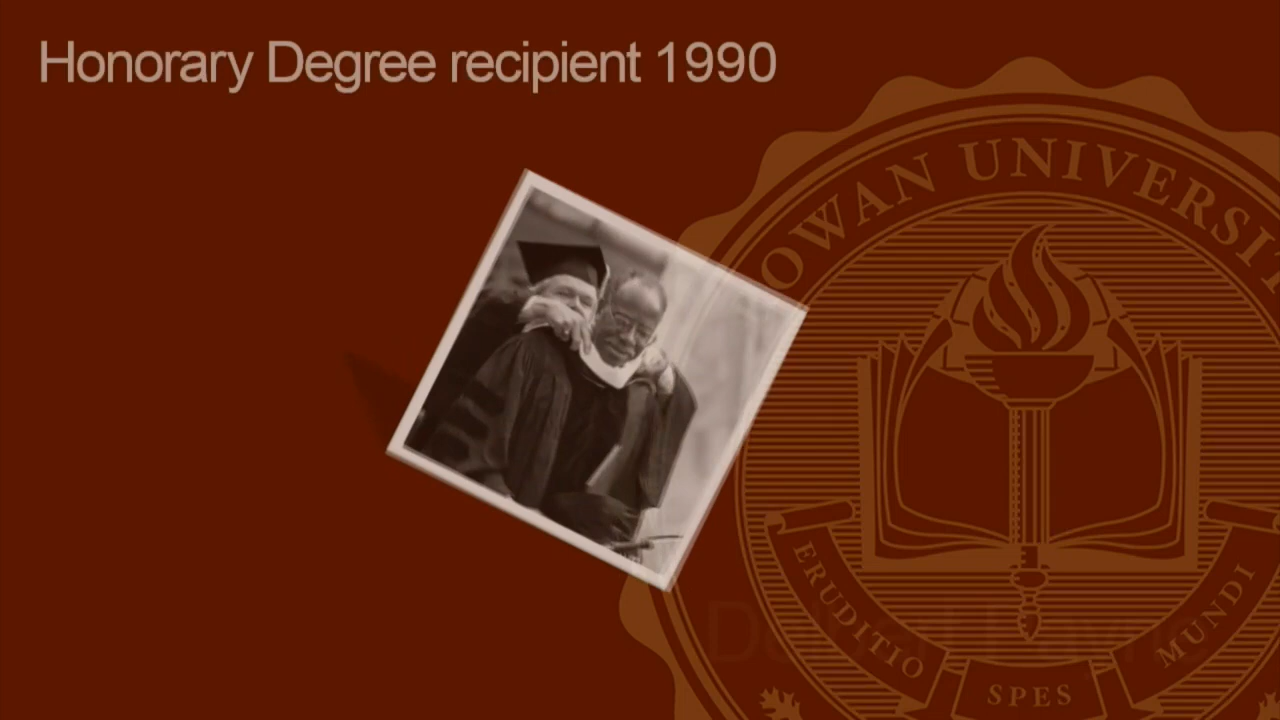 Honorary Degree recipient 1990
OWAN UNIVERSIT
ERUDITIO
SPES
MUNDI